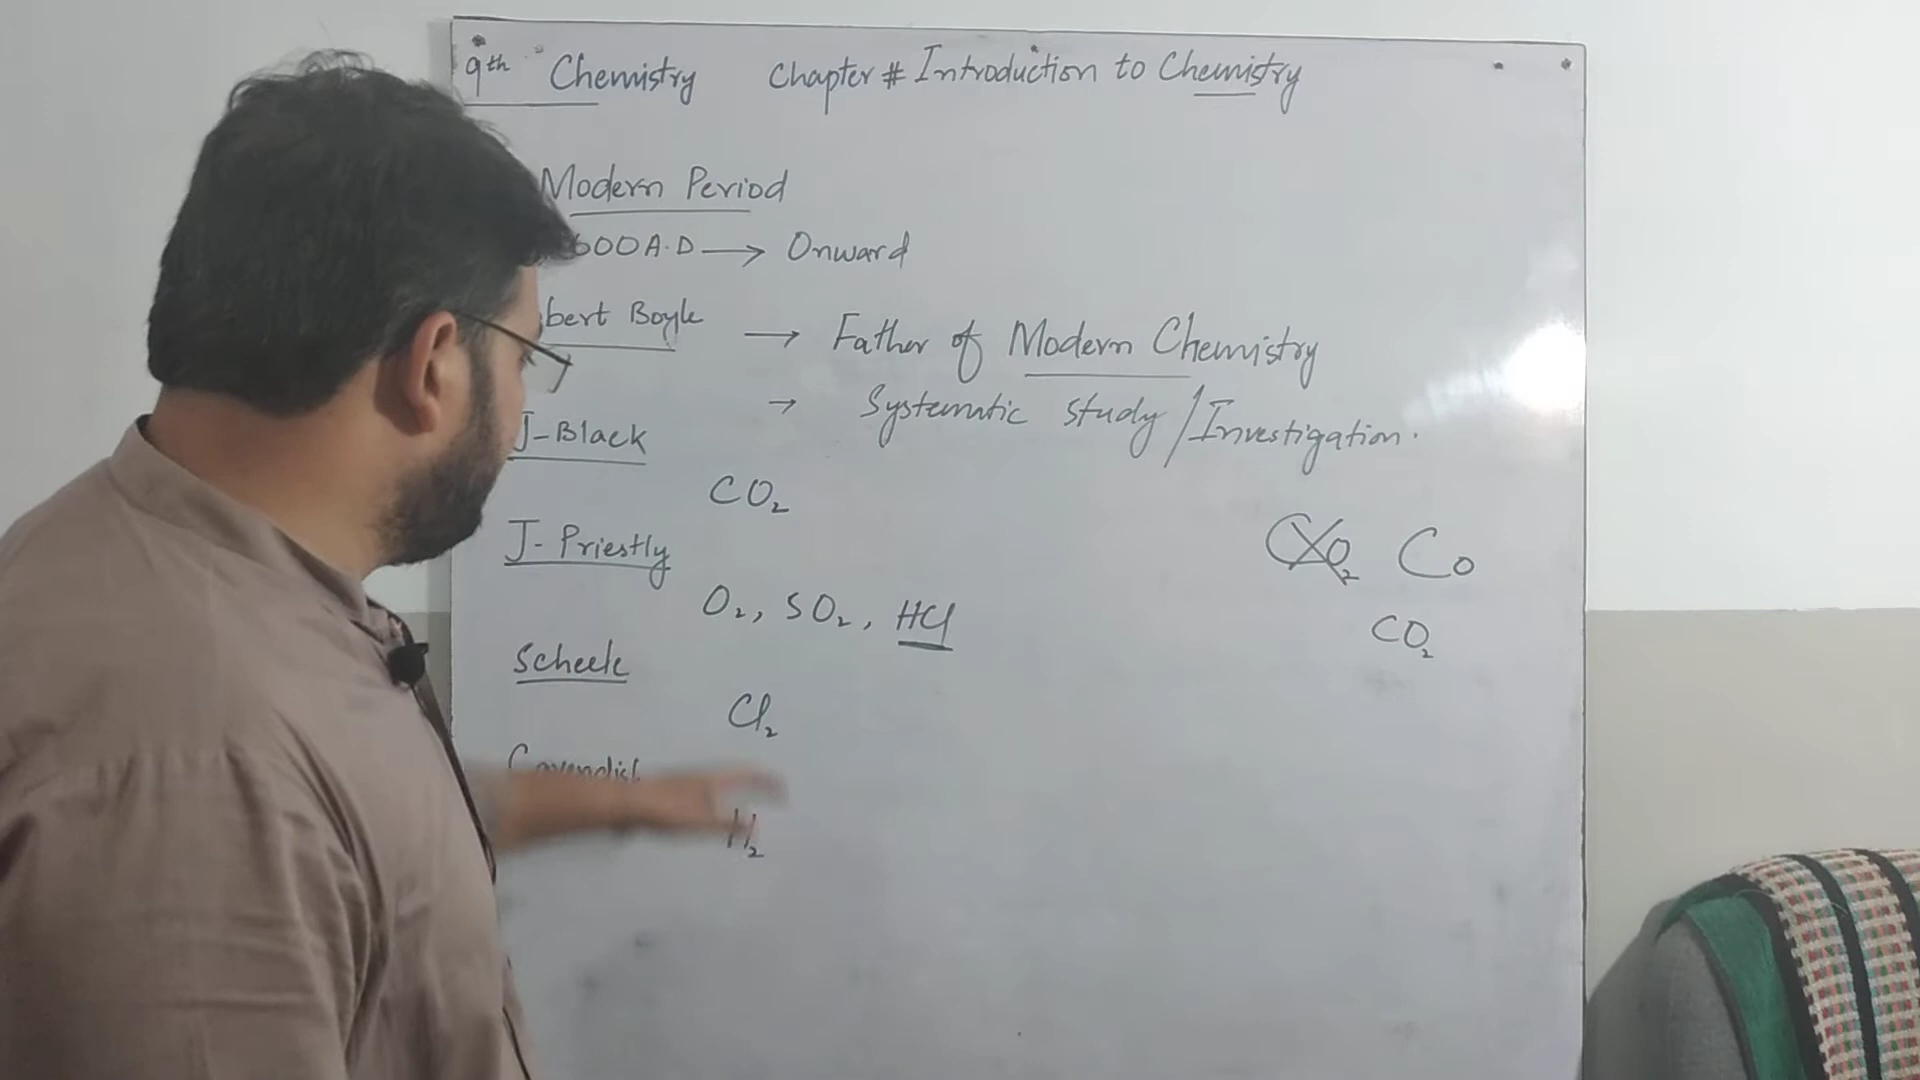 9th Chemistry Chapter # Introduction to Chemistry
Modern Period
600 A.D → Onward
bert Boyle → Father of Modern Chemistry
→ Systematic study / Investigation.
J-Black
CO2
J-Priestly
O2, SO2, HCl
Scheele
Cl2
Cavendish
H2
CO2 Co
CO2